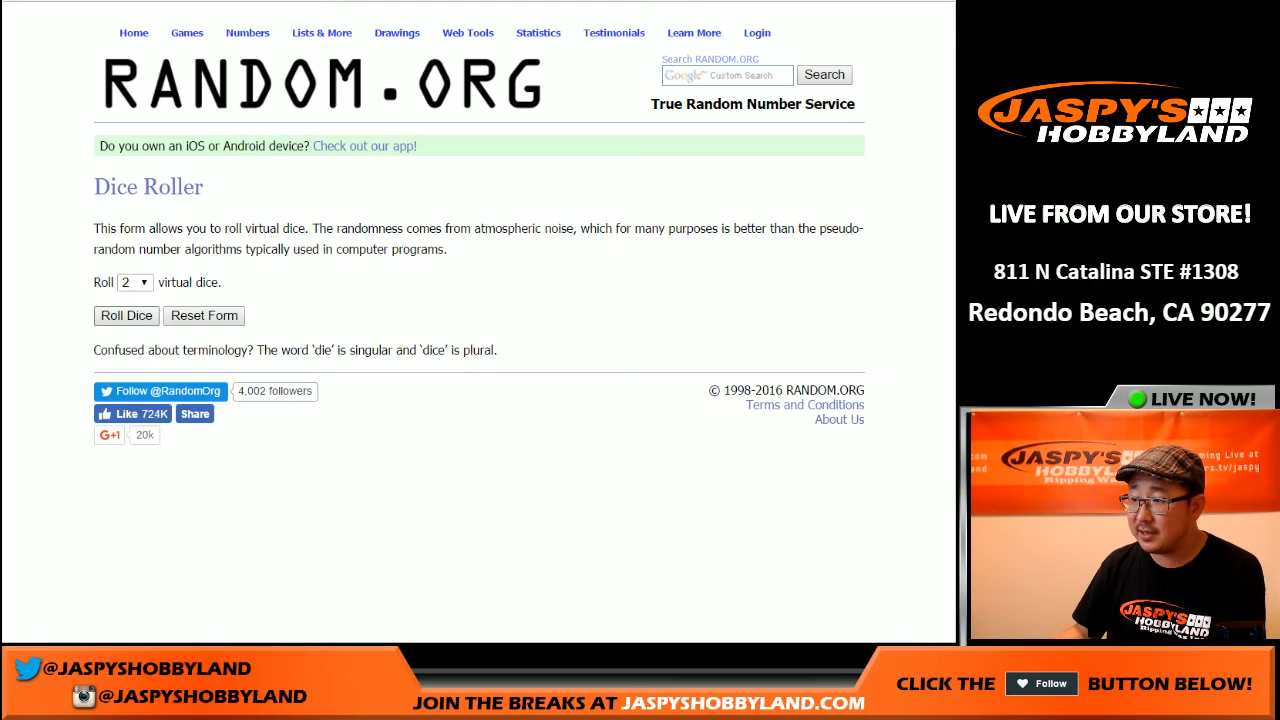 Home Games Numbers Lists & More Drawings Web Tools Statistics Testimonials Learn More Login
RANDOM.ORG
Search RANDOM.ORG
Google™ Custom Search Search
True Random Number Service
Do you own an iOS or Android device? Check out our app!
Dice Roller
This form allows you to roll virtual dice. The randomness comes from atmospheric noise, which for many purposes is better than the pseudo-
random number algorithms typically used in computer programs.
Roll 2 virtual dice.
Roll Dice Reset Form
Confused about terminology? The word ‘die’ is singular and ‘dice’ is plural.
Follow @RandomOrg 4,002 followers
Like 724K Share
G+1 20k
© 1998-2016 RANDOM.ORG
Terms and Conditions
About Us
JASPY'S
HOBBYLAND
LIVE FROM OUR STORE!
811 N Catalina STE #1308
Redondo Beach, CA 90277
LIVE NOW!
JASPY'S
HOBBYLAND
JASPY'S
HOBBYLAND
@JASPYSHOBBYLAND
@JASPYSHOBBYLAND
JOIN THE BREAKS AT JASPYSHOBBYLAND.COM
CLICK THE Follow BUTTON BELOW!